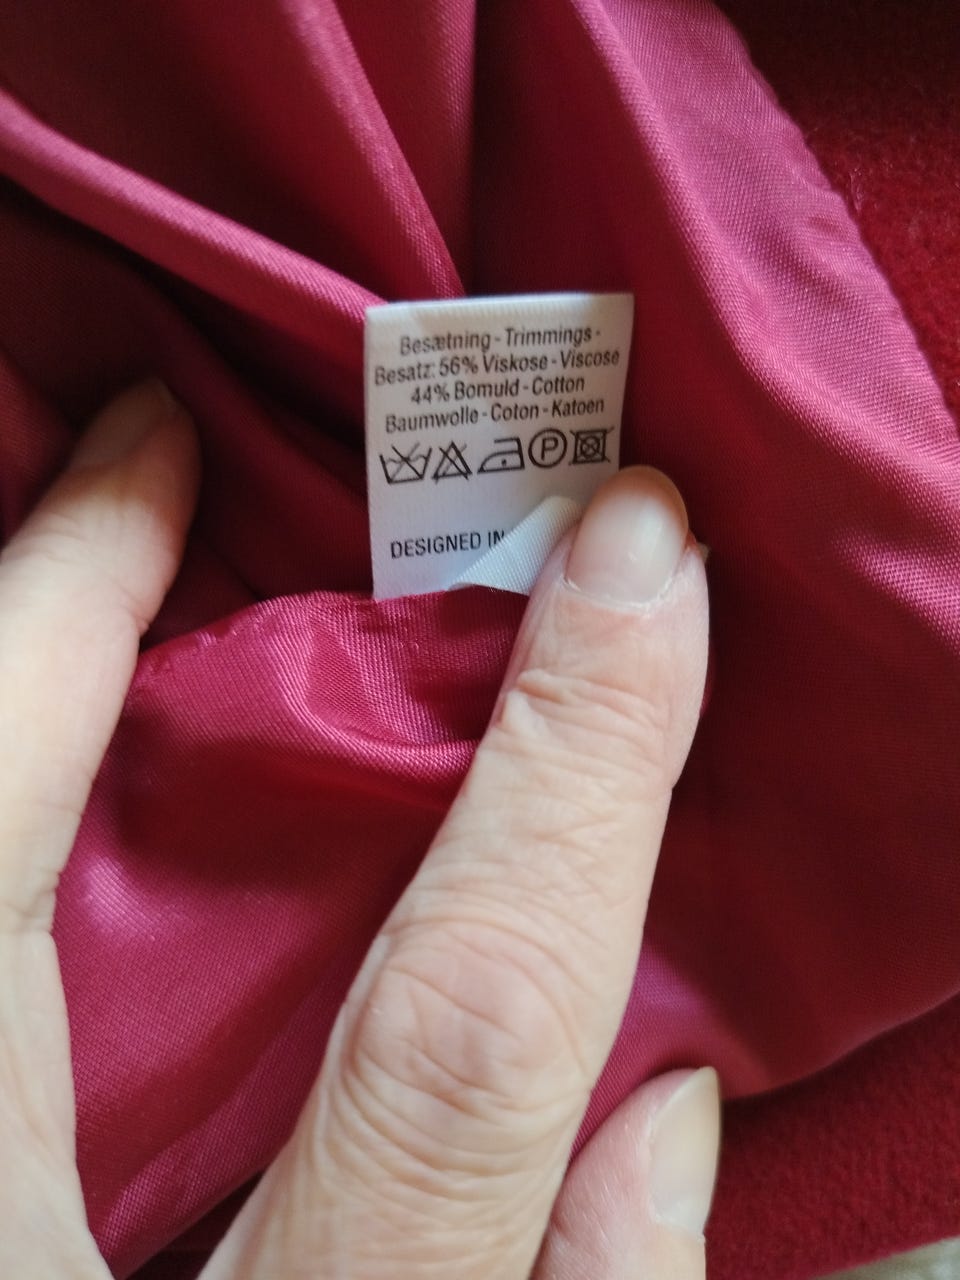 Besætning - Trimmings -
Besatz: 56% Viskose - Viscose
44% Bomuld - Cotton
Baumwolle - Coton - Katoen
P
DESIGNED IN